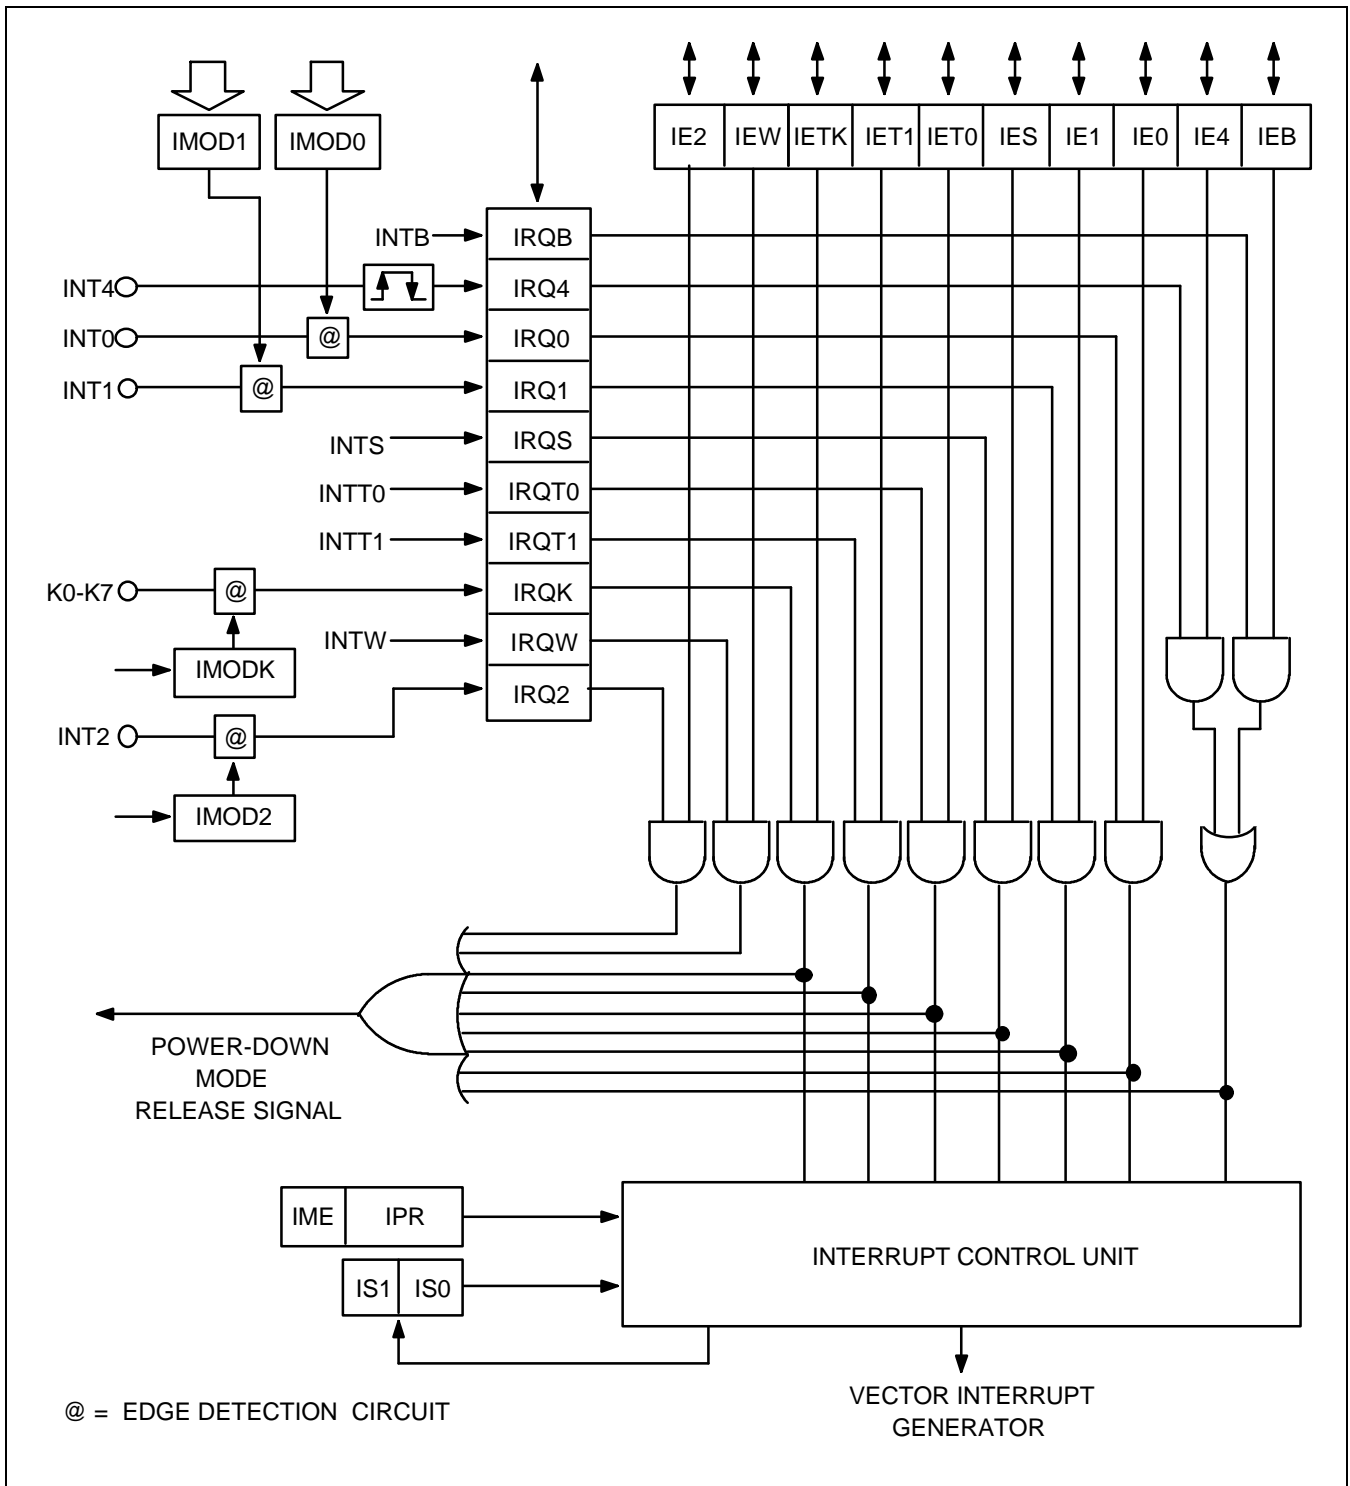 IMOD1 IMOD0
IE2 IEW IETK IET1 IET0 IES IE1 IE0 IE4 IEB
INTB IRQB
INT4 IRQ4
INT0 @ IRQ0
INT1 @ IRQ1
INTS IRQS
INTT0 IRQT0
INTT1 IRQT1
K0-K7 @ IRQK
INTW IRQW
IMODK
IRQ2
INT2 @
IMOD2
POWER-DOWN
MODE
RELEASE SIGNAL
IME IPR
IS1 IS0
INTERRUPT CONTROL UNIT
VECTOR INTERRUPT
GENERATOR
@ = EDGE DETECTION CIRCUIT